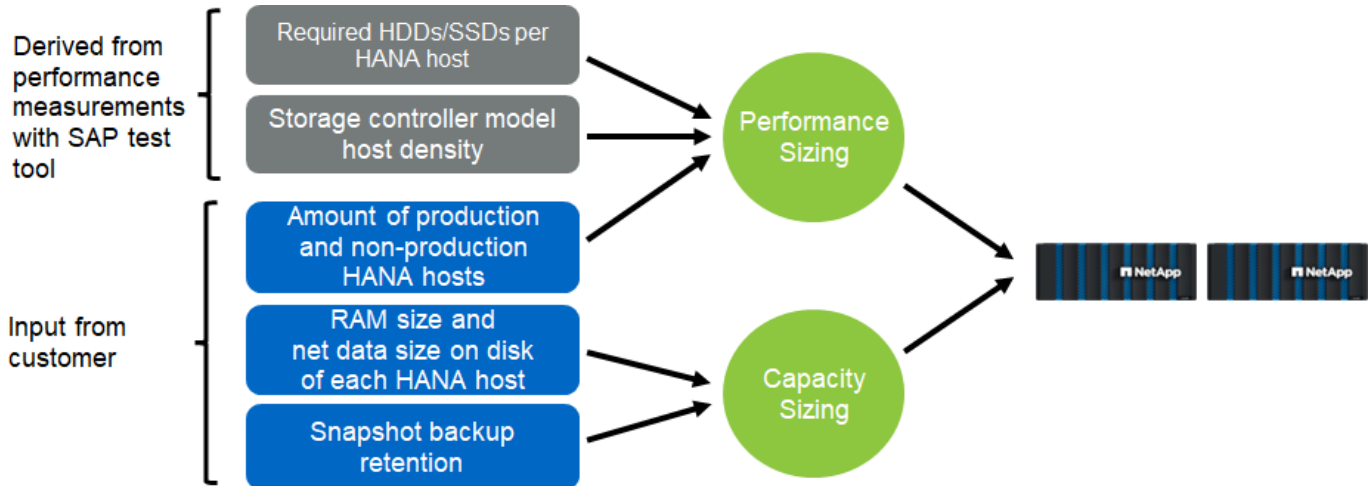 Derived from
performance
measurements
with SAP test
tool
Required HDDs/SSDs per
HANA host
Storage controller model
host density
Performance
Sizing
Amount of production
and non-production
HANA hosts
Input from
customer
RAM size and
net data size on disk
of each HANA host
Snapshot backup
retention
Capacity
Sizing
NetApp
NetApp